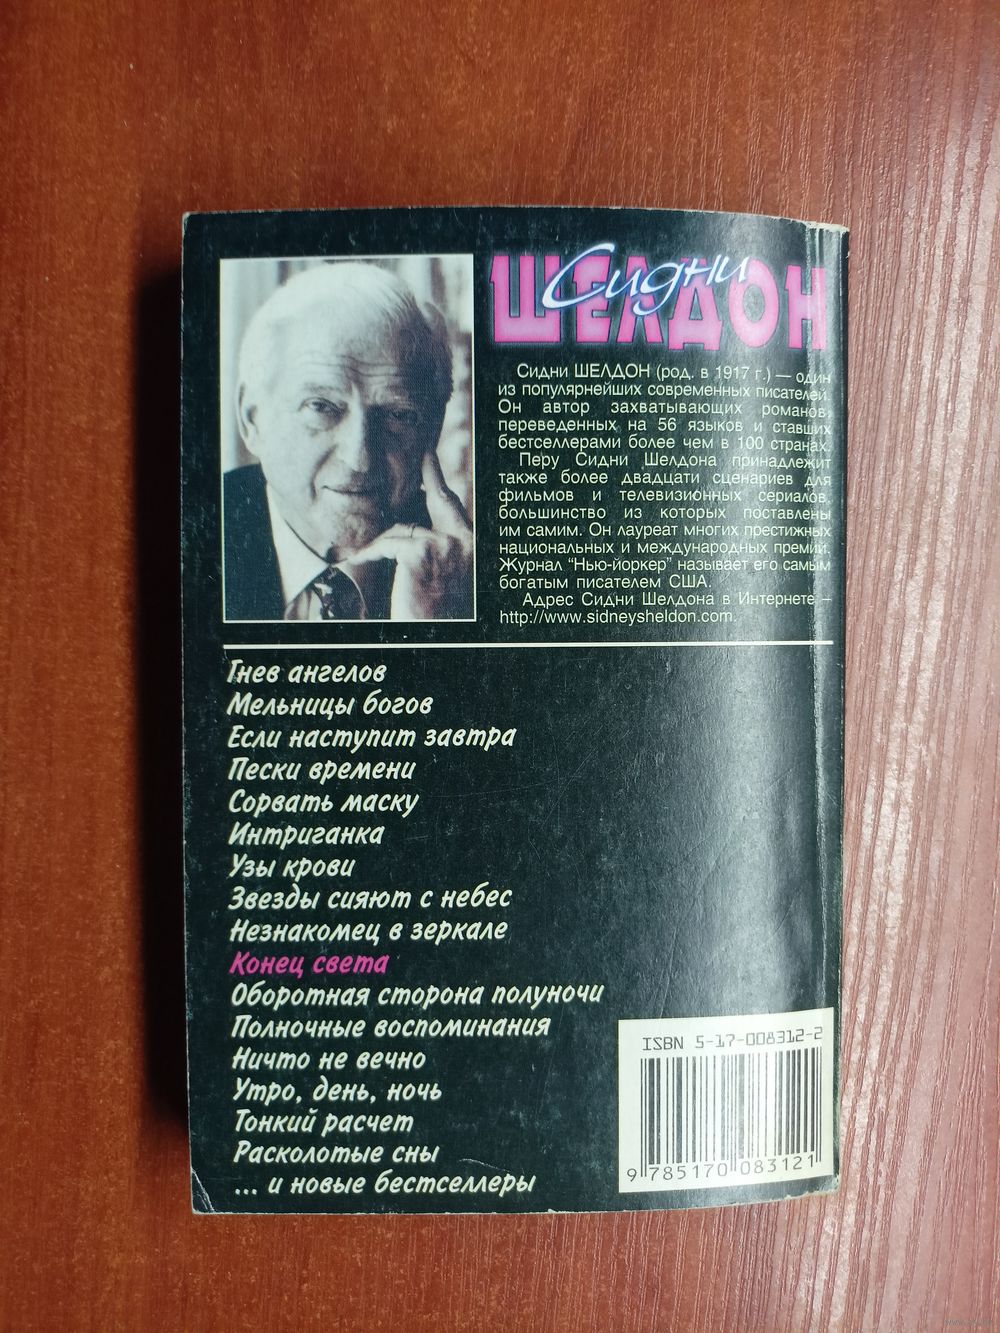 Сидни
ШЕЛДОН
Сидни ШЕЛДОН (род. в 1917 г.) — один
из популярнейших современных писателей.
Он автор захватывающих романов,
переведенных на 56 языков и ставших
бестселлерами более чем в 100 странах.
Перу Сидни Шелдона принадлежит
также более двадцати сценариев для
фильмов и телевизионных сериалов,
большинство из которых поставлены
им самим. Он лауреат многих престижных
национальных и международных премий.
Журнал “Нью-йоркер” называет его самым
богатым писателем США.
Адрес Сидни Шелдона в Интернете –
http://www.sidneysheldon.com.
Гнев ангелов
Мельницы богов
Если наступит завтра
Пески времени
Сорвать маску
Интриганка
Узы крови
Звезды сияют с небес
Незнакомец в зеркале
Конец света
Оборотная сторона полуночи
Полночные воспоминания
Ничто не вечно
Утро, день, ночь
Тонкий расчет
Расколотые сны
... и новые бестселлеры
ISBN 5-17-008312-2
9 785170 083121